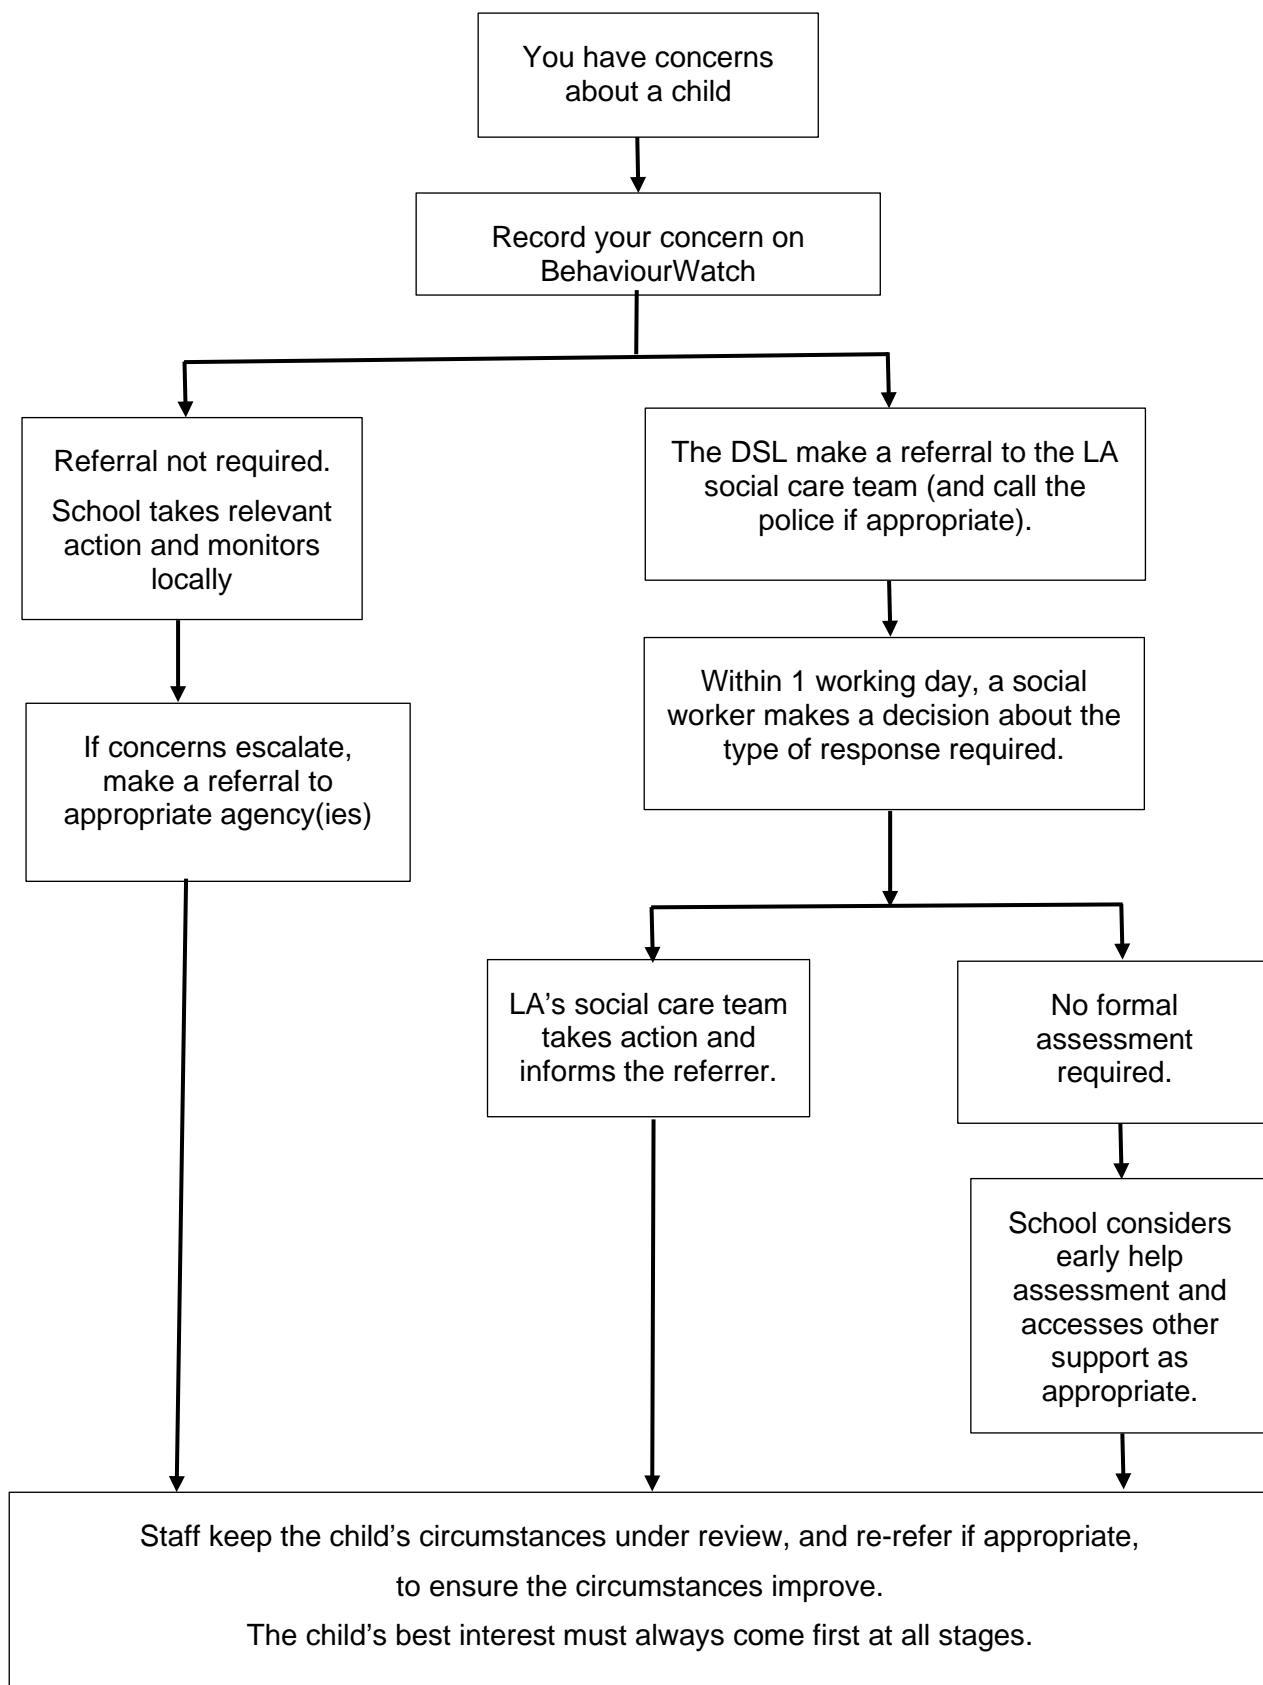 You have concerns
about a child
Record your concern on
BehaviourWatch
Referral not required.
School takes relevant
action and monitors
locally
If concerns escalate,
make a referral to
appropriate agency(ies)
The DSL make a referral to the LA
social care team (and call the
police if appropriate).
Within 1 working day, a social
worker makes a decision about the
type of response required.
LA’s social care team
takes action and
informs the referrer.
No formal
assessment
required.
School considers
early help
assessment and
accesses other
support as
appropriate.
Staff keep the child’s circumstances under review, and re-refer if appropriate,
to ensure the circumstances improve.
The child’s best interest must always come first at all stages.